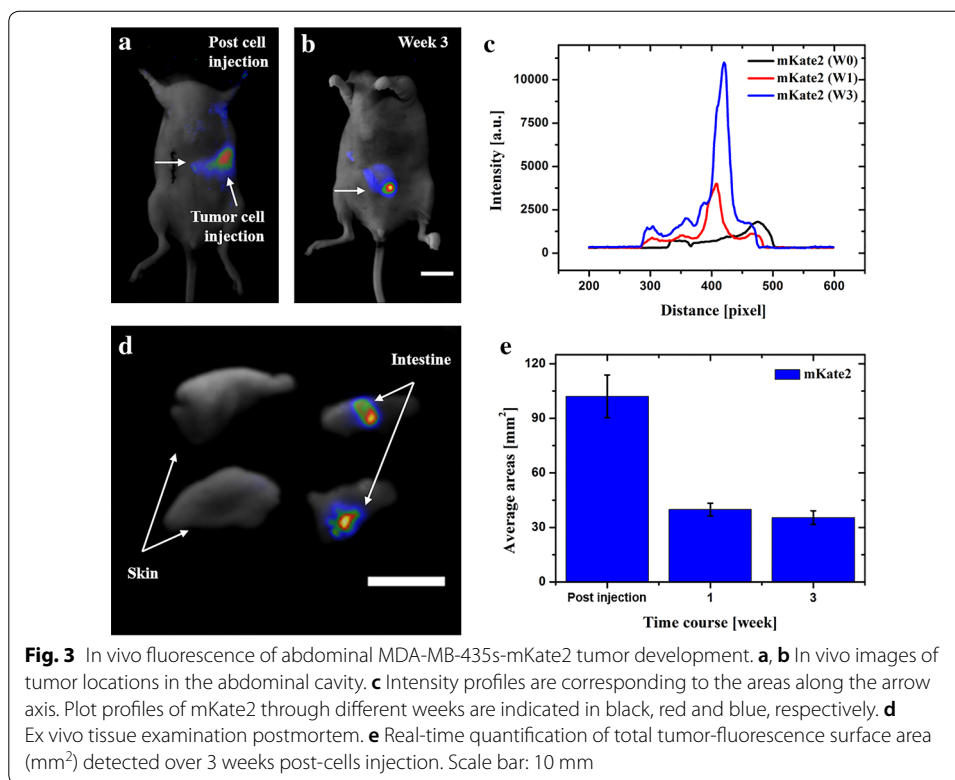 a
Post cell
injection
Tumor cell
injection
b
Week 3
c
mKate2 (W0)
mKate2 (W1)
mKate2 (W3)
10000
7500
5000
2500
0
Intensity [a.u.]
200 300 400 500 600
Distance [pixel]
d
Intestine
Skin
e
mKate2
120
90
60
30
0
Average areas [mm²]
Post injection 1 3
Time course [week]
Fig. 3 In vivo fluorescence of abdominal MDA-MB-435s-mKate2 tumor development. a, b In vivo images of
tumor locations in the abdominal cavity. c Intensity profiles are corresponding to the areas along the arrow
axis. Plot profiles of mKate2 through different weeks are indicated in black, red and blue, respectively. d
Ex vivo tissue examination postmortem. e Real-time quantification of total tumor-fluorescence surface area
(mm²) detected over 3 weeks post-cells injection. Scale bar: 10 mm